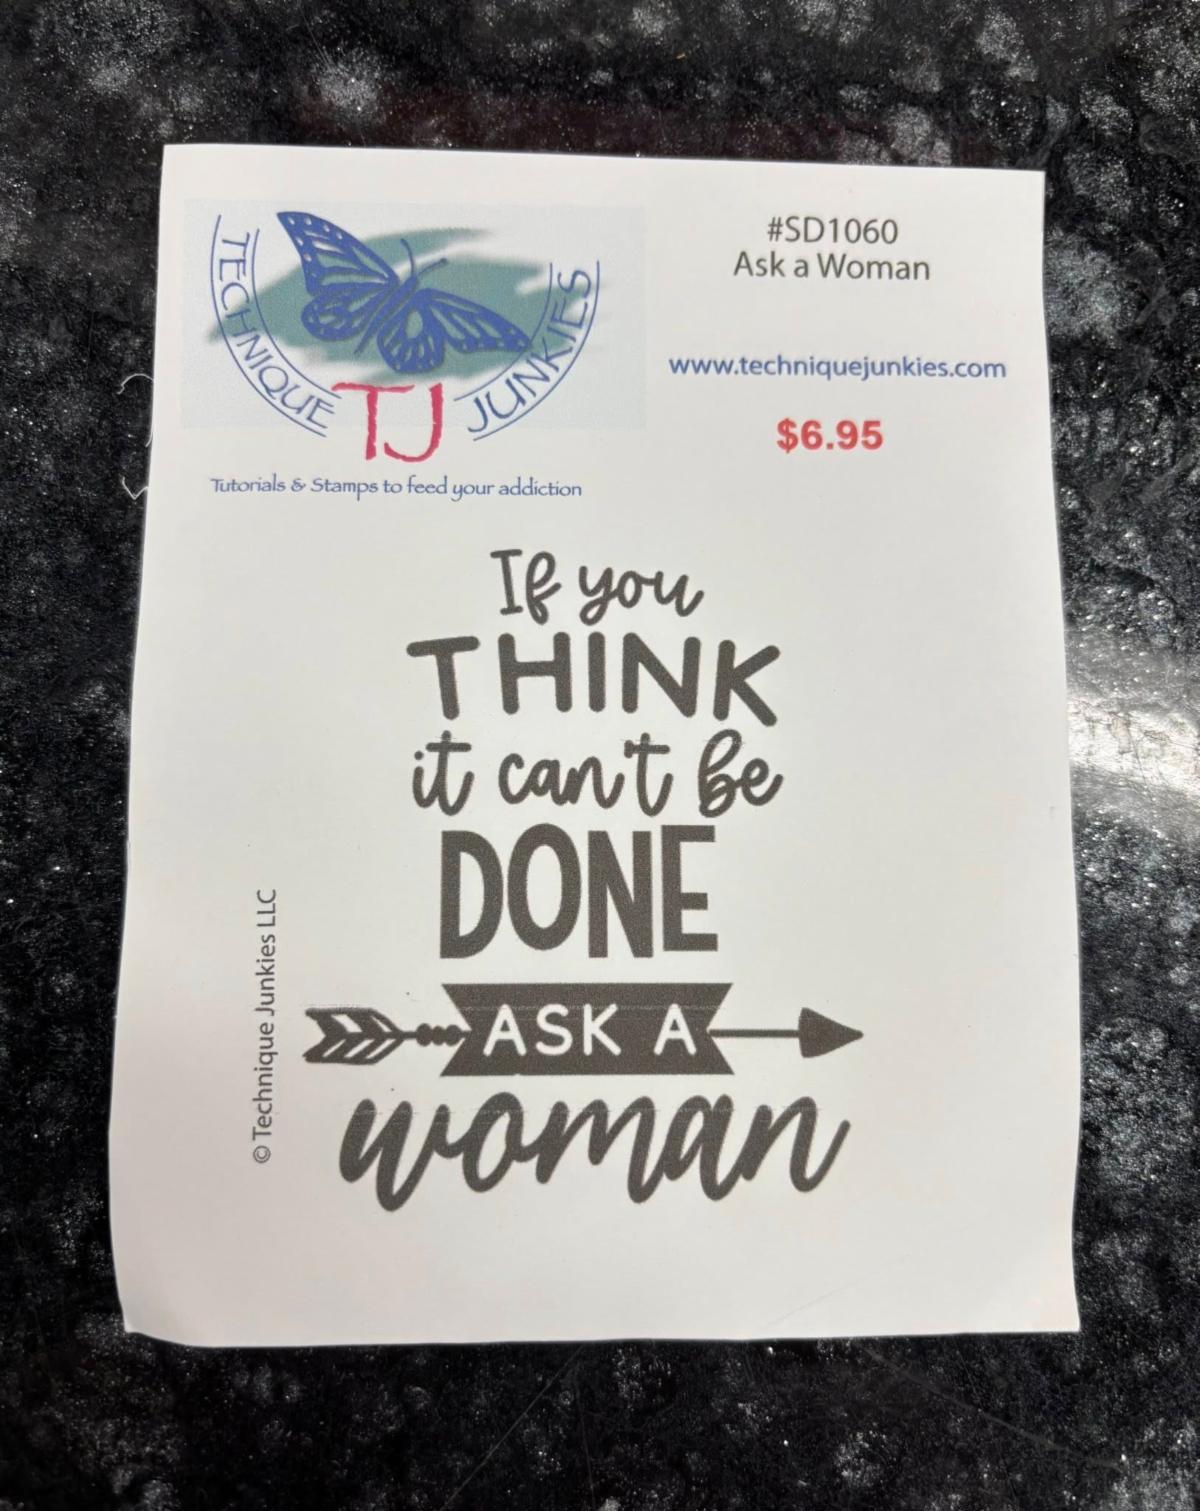 TECHNIQUE TJ JUNKIES
Tutorials & Stamps to feed your addiction
#SD1060
Ask a Woman
www.techniquejunkies.com
$6.95
If you
THINK
it can't be
DONE
ASK A
woman
© Technique Junkies LLC